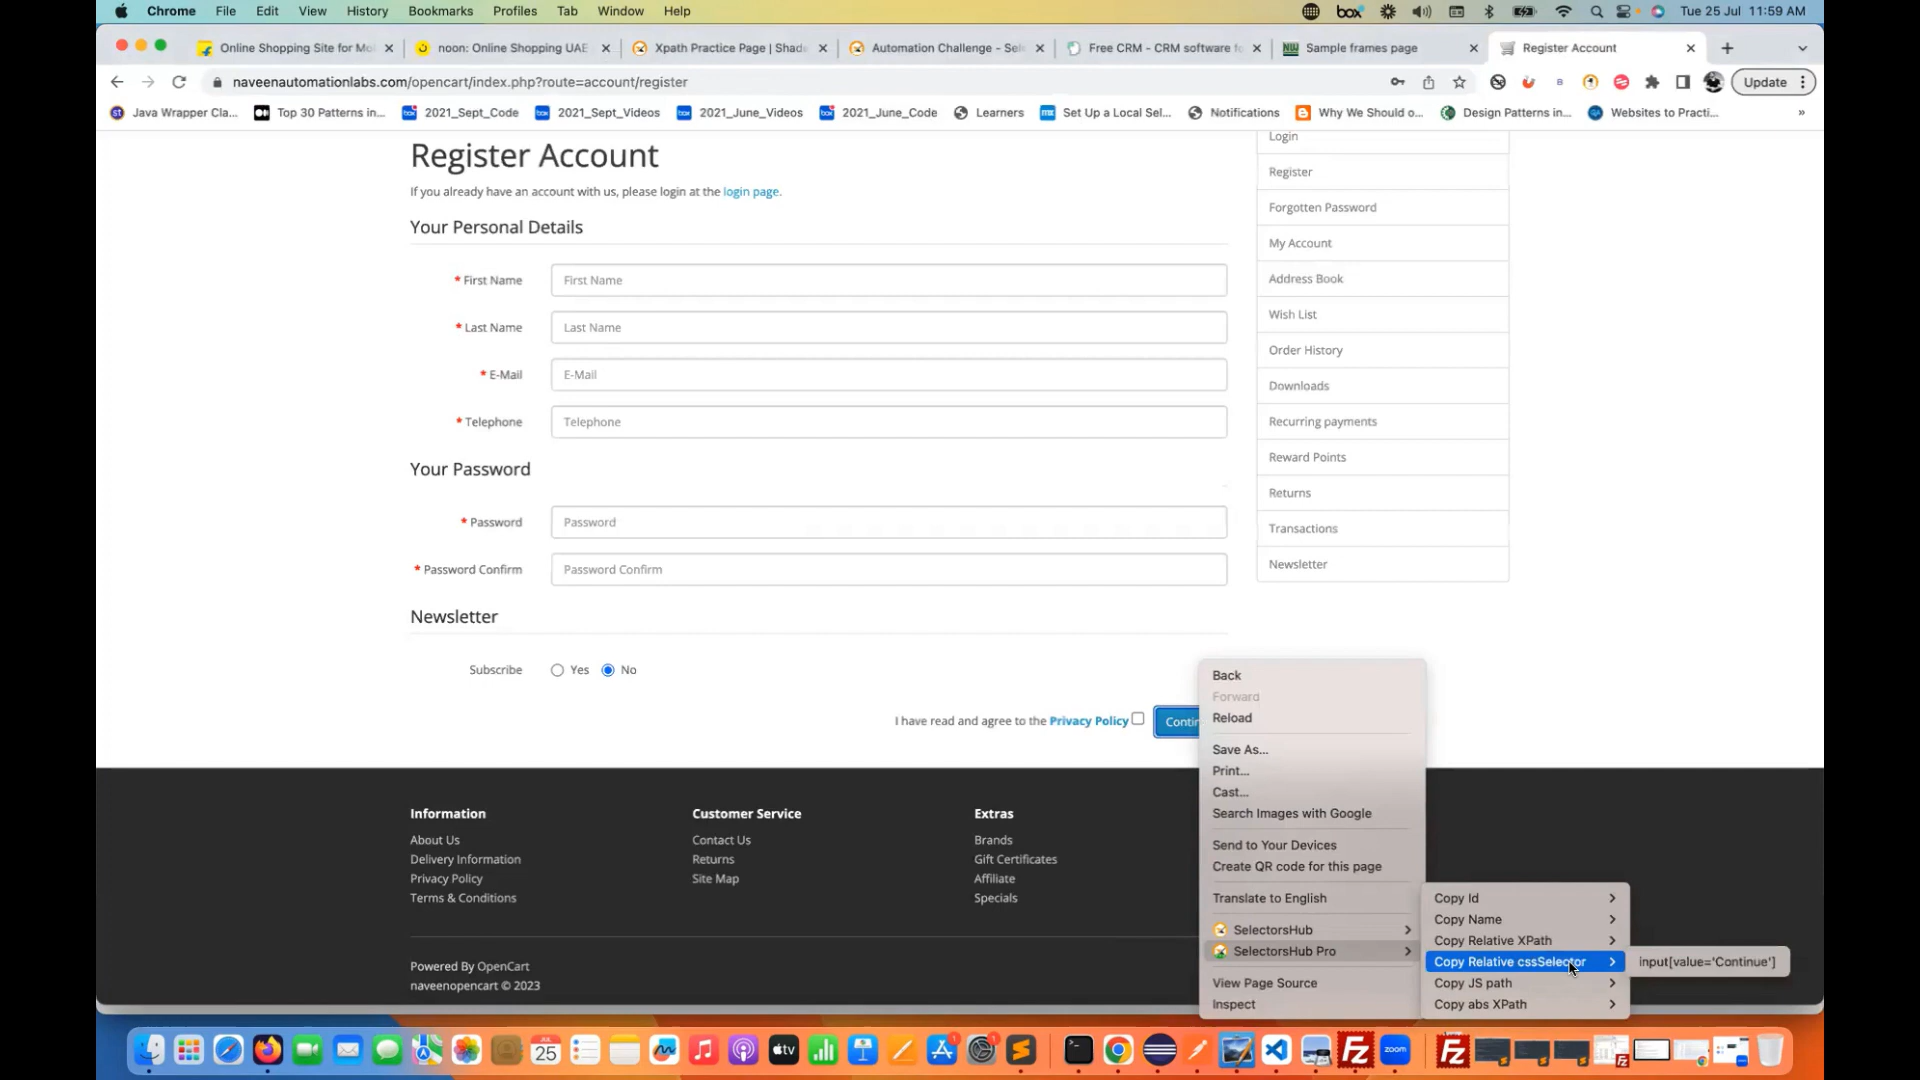 Chrome File Edit View History Bookmarks Profiles Tab Window Help box Tue 25 Jul 11:59 AM
Online Shopping Site for Mo noon: Online Shopping UAE Xpath Practice Page | Shad Automation Challenge - Sel Free CRM - CRM software fo Sample frames page Register Account
naveenautomationlabs.com/opencart/index.php?route=account/register Update
Java Wrapper Cla... Top 30 Patterns in... 2021_Sept_Code 2021_Sept_Videos 2021_June_Videos 2021_June_Code Learners Set Up a Local Sel... Notifications Why We Should o... Design Patterns in... Websites to Practi... »
Register Account
If you already have an account with us, please login at the login page.
Your Personal Details
* First Name First Name
* Last Name Last Name
* E-Mail E-Mail
* Telephone Telephone
Your Password
* Password Password
* Password Confirm Password Confirm
Newsletter
Subscribe Yes No
I have read and agree to the Privacy Policy Contin
Login
Register
Forgotten Password
My Account
Address Book
Wish List
Order History
Downloads
Recurring payments
Reward Points
Returns
Transactions
Newsletter
Back
Forward
Reload
Save As...
Print...
Cast...
Search Images with Google
Send to Your Devices
Create QR code for this page
Translate to English
SelectorsHub
SelectorsHub Pro
View Page Source
Inspect
Copy Id
Copy Name
Copy Relative XPath
Copy Relative cssSelector
Copy JS path
Copy abs XPath
input[value='Continue']
Information
About Us
Delivery Information
Privacy Policy
Terms & Conditions
Customer Service
Contact Us
Returns
Site Map
Extras
Brands
Gift Certificates
Affiliate
Specials
Powered By OpenCart
naveenopencart © 2023
JUL
25
tv
zoom